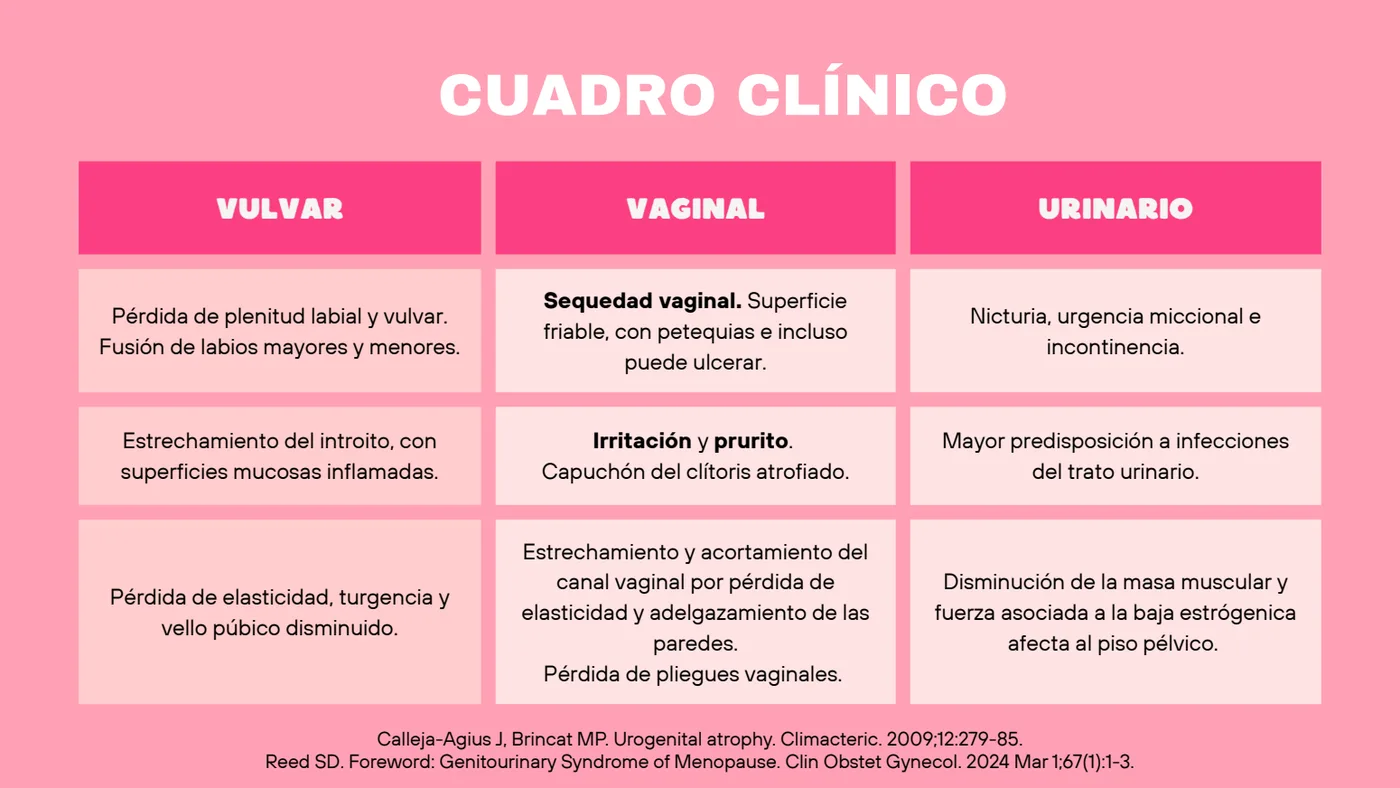 CUADRO CLÍNICO
VULVAR
VAGINAL
URINARIO
Pérdida de plenitud labial y vulvar.
Fusión de labios mayores y menores.
Sequedad vaginal. Superficie
friable, con petequias e incluso
puede ulcerar.
Nicturia, urgencia miccional e
incontinencia.
Estrechamiento del introito, con
superficies mucosas inflamadas.
Irritación y prurito.
Capuchón del clítoris atrofiado.
Mayor predisposición a infecciones
del trato urinario.
Pérdida de elasticidad, turgencia y
vello púbico disminuido.
Estrechamiento y acortamiento del
canal vaginal por pérdida de
elasticidad y adelgazamiento de las
paredes.
Pérdida de pliegues vaginales.
Disminución de la masa muscular y
fuerza asociada a la baja estrógenica
afecta al piso pélvico.
Calleja-Agius J, Brincat MP. Urogenital atrophy. Climacteric. 2009;12:279-85.
Reed SD. Foreword: Genitourinary Syndrome of Menopause. Clin Obstet Gynecol. 2024 Mar 1;67(1):1-3.